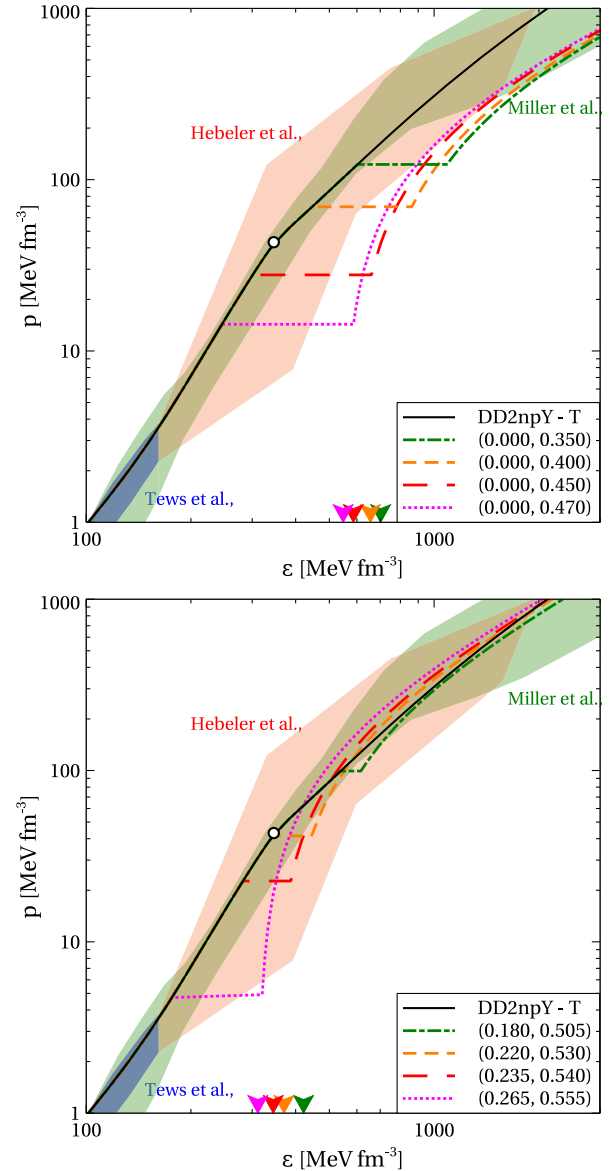 1000
Hebeler et al.,
Miller et al.,
100
p [MeV fm⁻³]
10
DD2npY - T
(0.000, 0.350)
(0.000, 0.400)
(0.000, 0.450)
(0.000, 0.470)
Tews et al.,
1
100
1000
ε [MeV fm⁻³]
1000
Hebeler et al.,
Miller et al.,
100
p [MeV fm⁻³]
10
DD2npY - T
(0.180, 0.505)
(0.220, 0.530)
(0.235, 0.540)
(0.265, 0.555)
Tews et al.,
1
100
1000
ε [MeV fm⁻³]